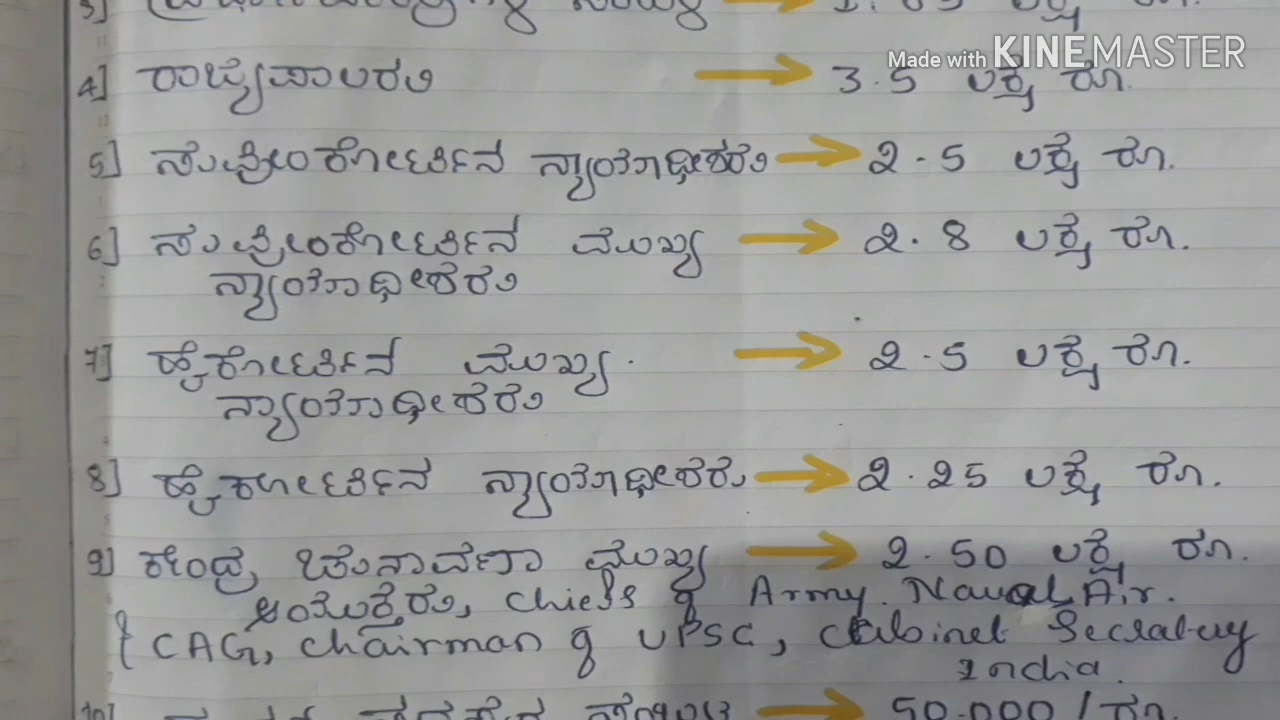 3]
Made with KINEMASTER
4] ರಾಜ್ಯಪಾಲರು → 3.5 ಲಕ್ಷ ರೂ.
5] ಸುಪ್ರೀಂಕೋರ್ಟಿನ ನ್ಯಾಯಾಧೀಶರು → 2.5 ಲಕ್ಷ ರೂ.
6] ಸುಪ್ರೀಂಕೋರ್ಟಿನ ಮುಖ್ಯ → 2.8 ಲಕ್ಷ ರೂ.
ನ್ಯಾಯಾಧೀಶರು
7] ಹೈಕೋರ್ಟಿನ ಮುಖ್ಯ → 2.5 ಲಕ್ಷ ರೂ.
ನ್ಯಾಯಾಧೀಶರು
8] ಹೈಕೋರ್ಟಿನ ನ್ಯಾಯಾಧೀಶರು → 2.25 ಲಕ್ಷ ರೂ.
9] ಕೇಂದ್ರ ಚುನಾವಣಾ ಮುಖ್ಯ → 2.50 ಲಕ್ಷ ರೂ.
ಆಯುಕ್ತರು, Chiefs of Army Naval Air.
{ CAG, Chairman of UPSC, Cabinet Secretary
India.
10] → 50.000/ರೂ.